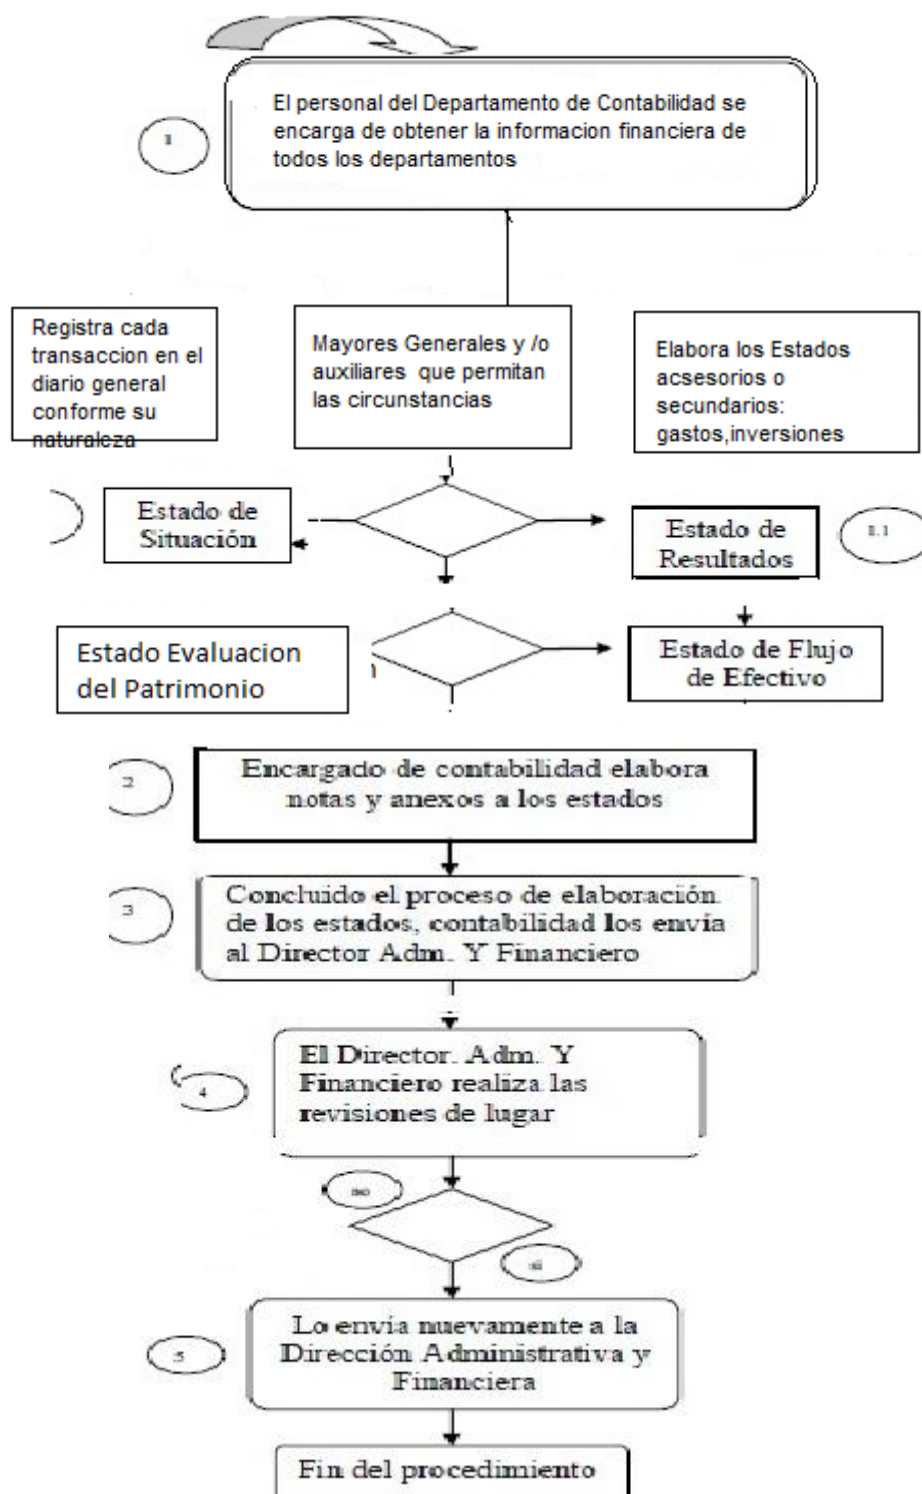 1
El personal del Departamento de Contabilidad se
encarga de obtener la informacion financiera de
todos los departamentos
Registra cada
transaccion en el
diario general
conforme su
naturaleza
Mayores Generales y /o
auxiliares que permitan
las circunstancias
Elabora los Estados
acsesorios o
secundarios:
gastos,inversiones
Estado de
Situación
Estado de
Resultados
1.1
Estado Evaluacion
del Patrimonio
Estado de Flujo
de Efectivo
2
Encargado de contabilidad elabora
notas y anexos a los estados
3
Concluido el proceso de elaboración
de los estados, contabilidad los envía
al Director Adm. Y Financiero
4
El Director. Adm. Y
Financiero realiza las
revisiones de lugar
no
si
5
Lo envía nuevamente a la
Dirección Administrativa y
Financiera
Fin del procedimiento